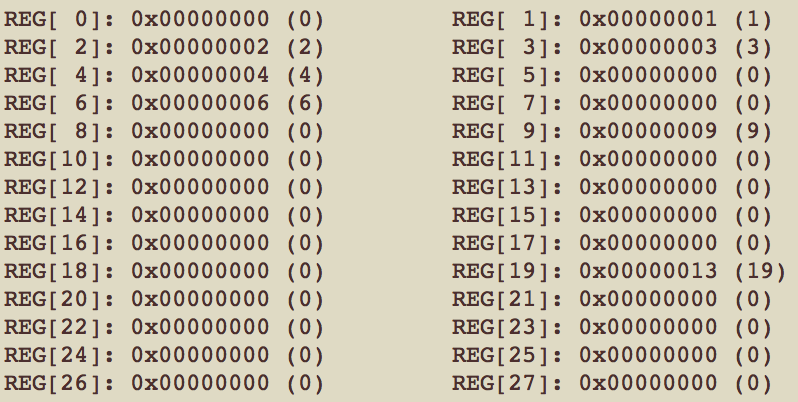 REG[ 0]: 0x00000000 (0)          REG[ 1]: 0x00000001 (1)
REG[ 2]: 0x00000002 (2)          REG[ 3]: 0x00000003 (3)
REG[ 4]: 0x00000004 (4)          REG[ 5]: 0x00000000 (0)
REG[ 6]: 0x00000006 (6)          REG[ 7]: 0x00000000 (0)
REG[ 8]: 0x00000000 (0)          REG[ 9]: 0x00000009 (9)
REG[10]: 0x00000000 (0)          REG[11]: 0x00000000 (0)
REG[12]: 0x00000000 (0)          REG[13]: 0x00000000 (0)
REG[14]: 0x00000000 (0)          REG[15]: 0x00000000 (0)
REG[16]: 0x00000000 (0)          REG[17]: 0x00000000 (0)
REG[18]: 0x00000000 (0)          REG[19]: 0x00000013 (19)
REG[20]: 0x00000000 (0)          REG[21]: 0x00000000 (0)
REG[22]: 0x00000000 (0)          REG[23]: 0x00000000 (0)
REG[24]: 0x00000000 (0)          REG[25]: 0x00000000 (0)
REG[26]: 0x00000000 (0)          REG[27]: 0x00000000 (0)